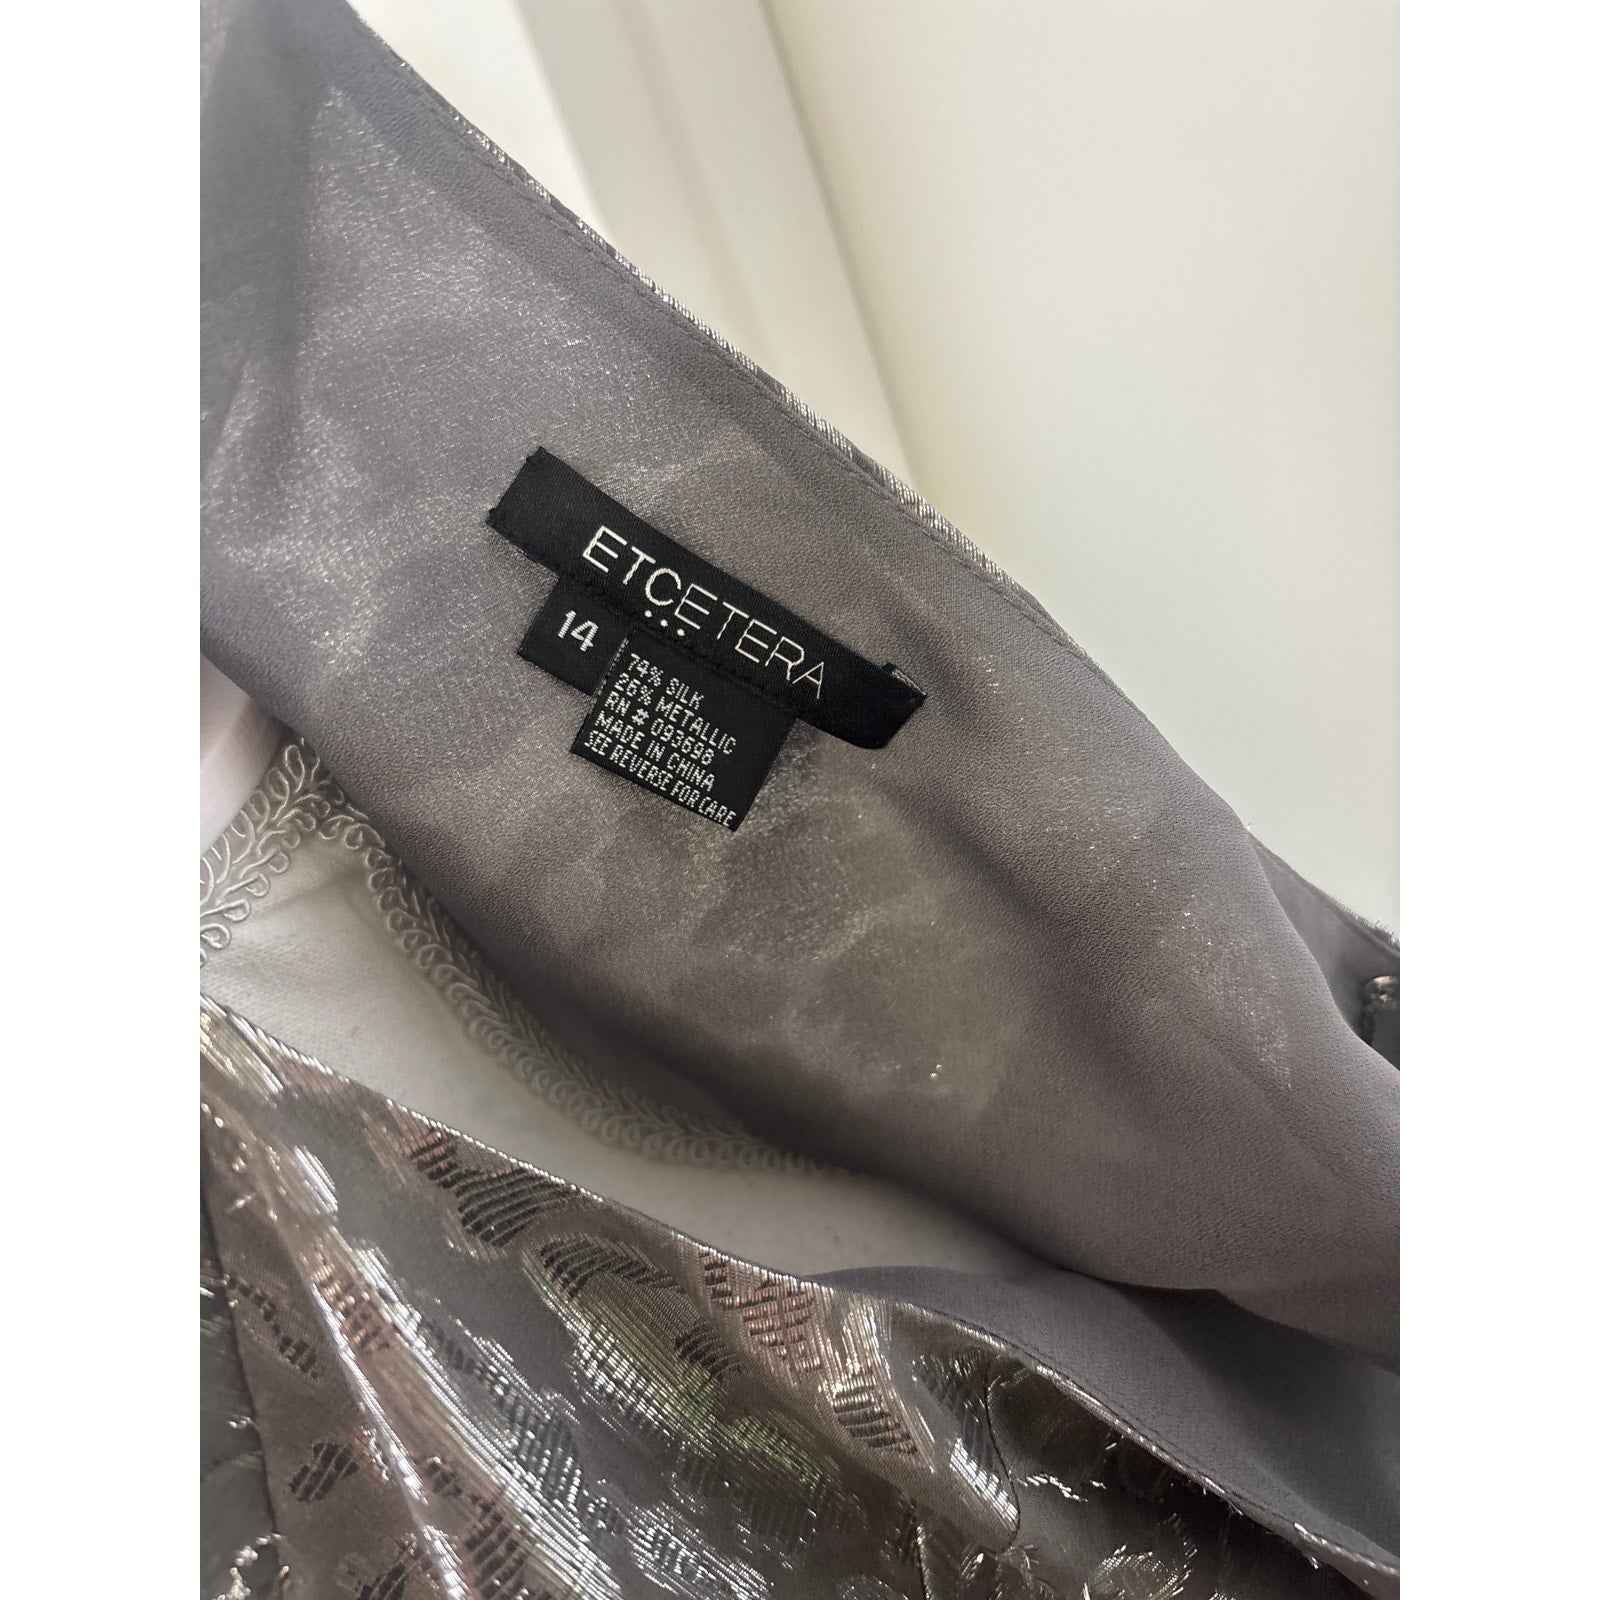 ETCETERA
14
74% SILK
26% METALLIC
RN # 093698
MADE IN CHINA
SEE REVERSE FOR CARE